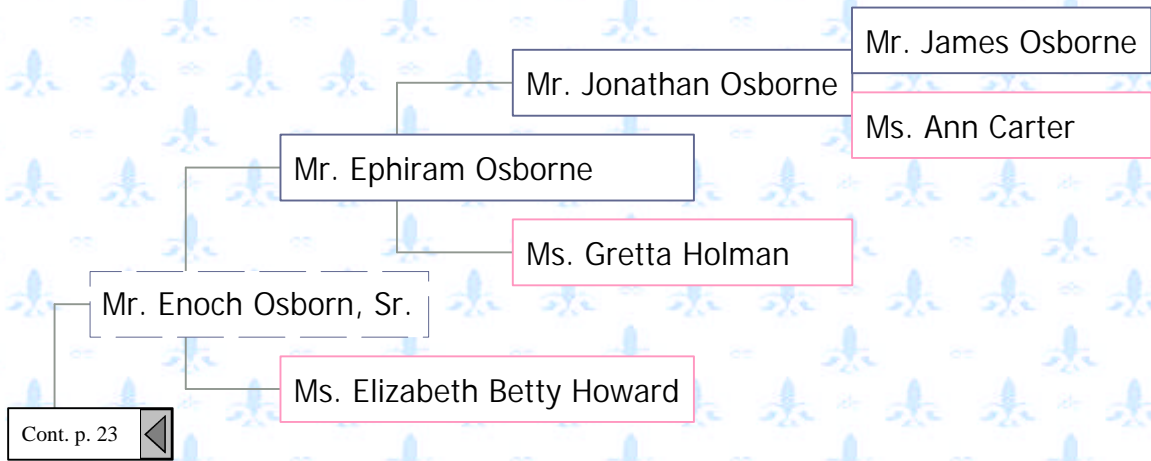 Mr. James Osborne
Mr. Jonathan Osborne
Ms. Ann Carter
Mr. Ephiram Osborne
Ms. Gretta Holman
Mr. Enoch Osborn, Sr.
Ms. Elizabeth Betty Howard
Cont. p. 23